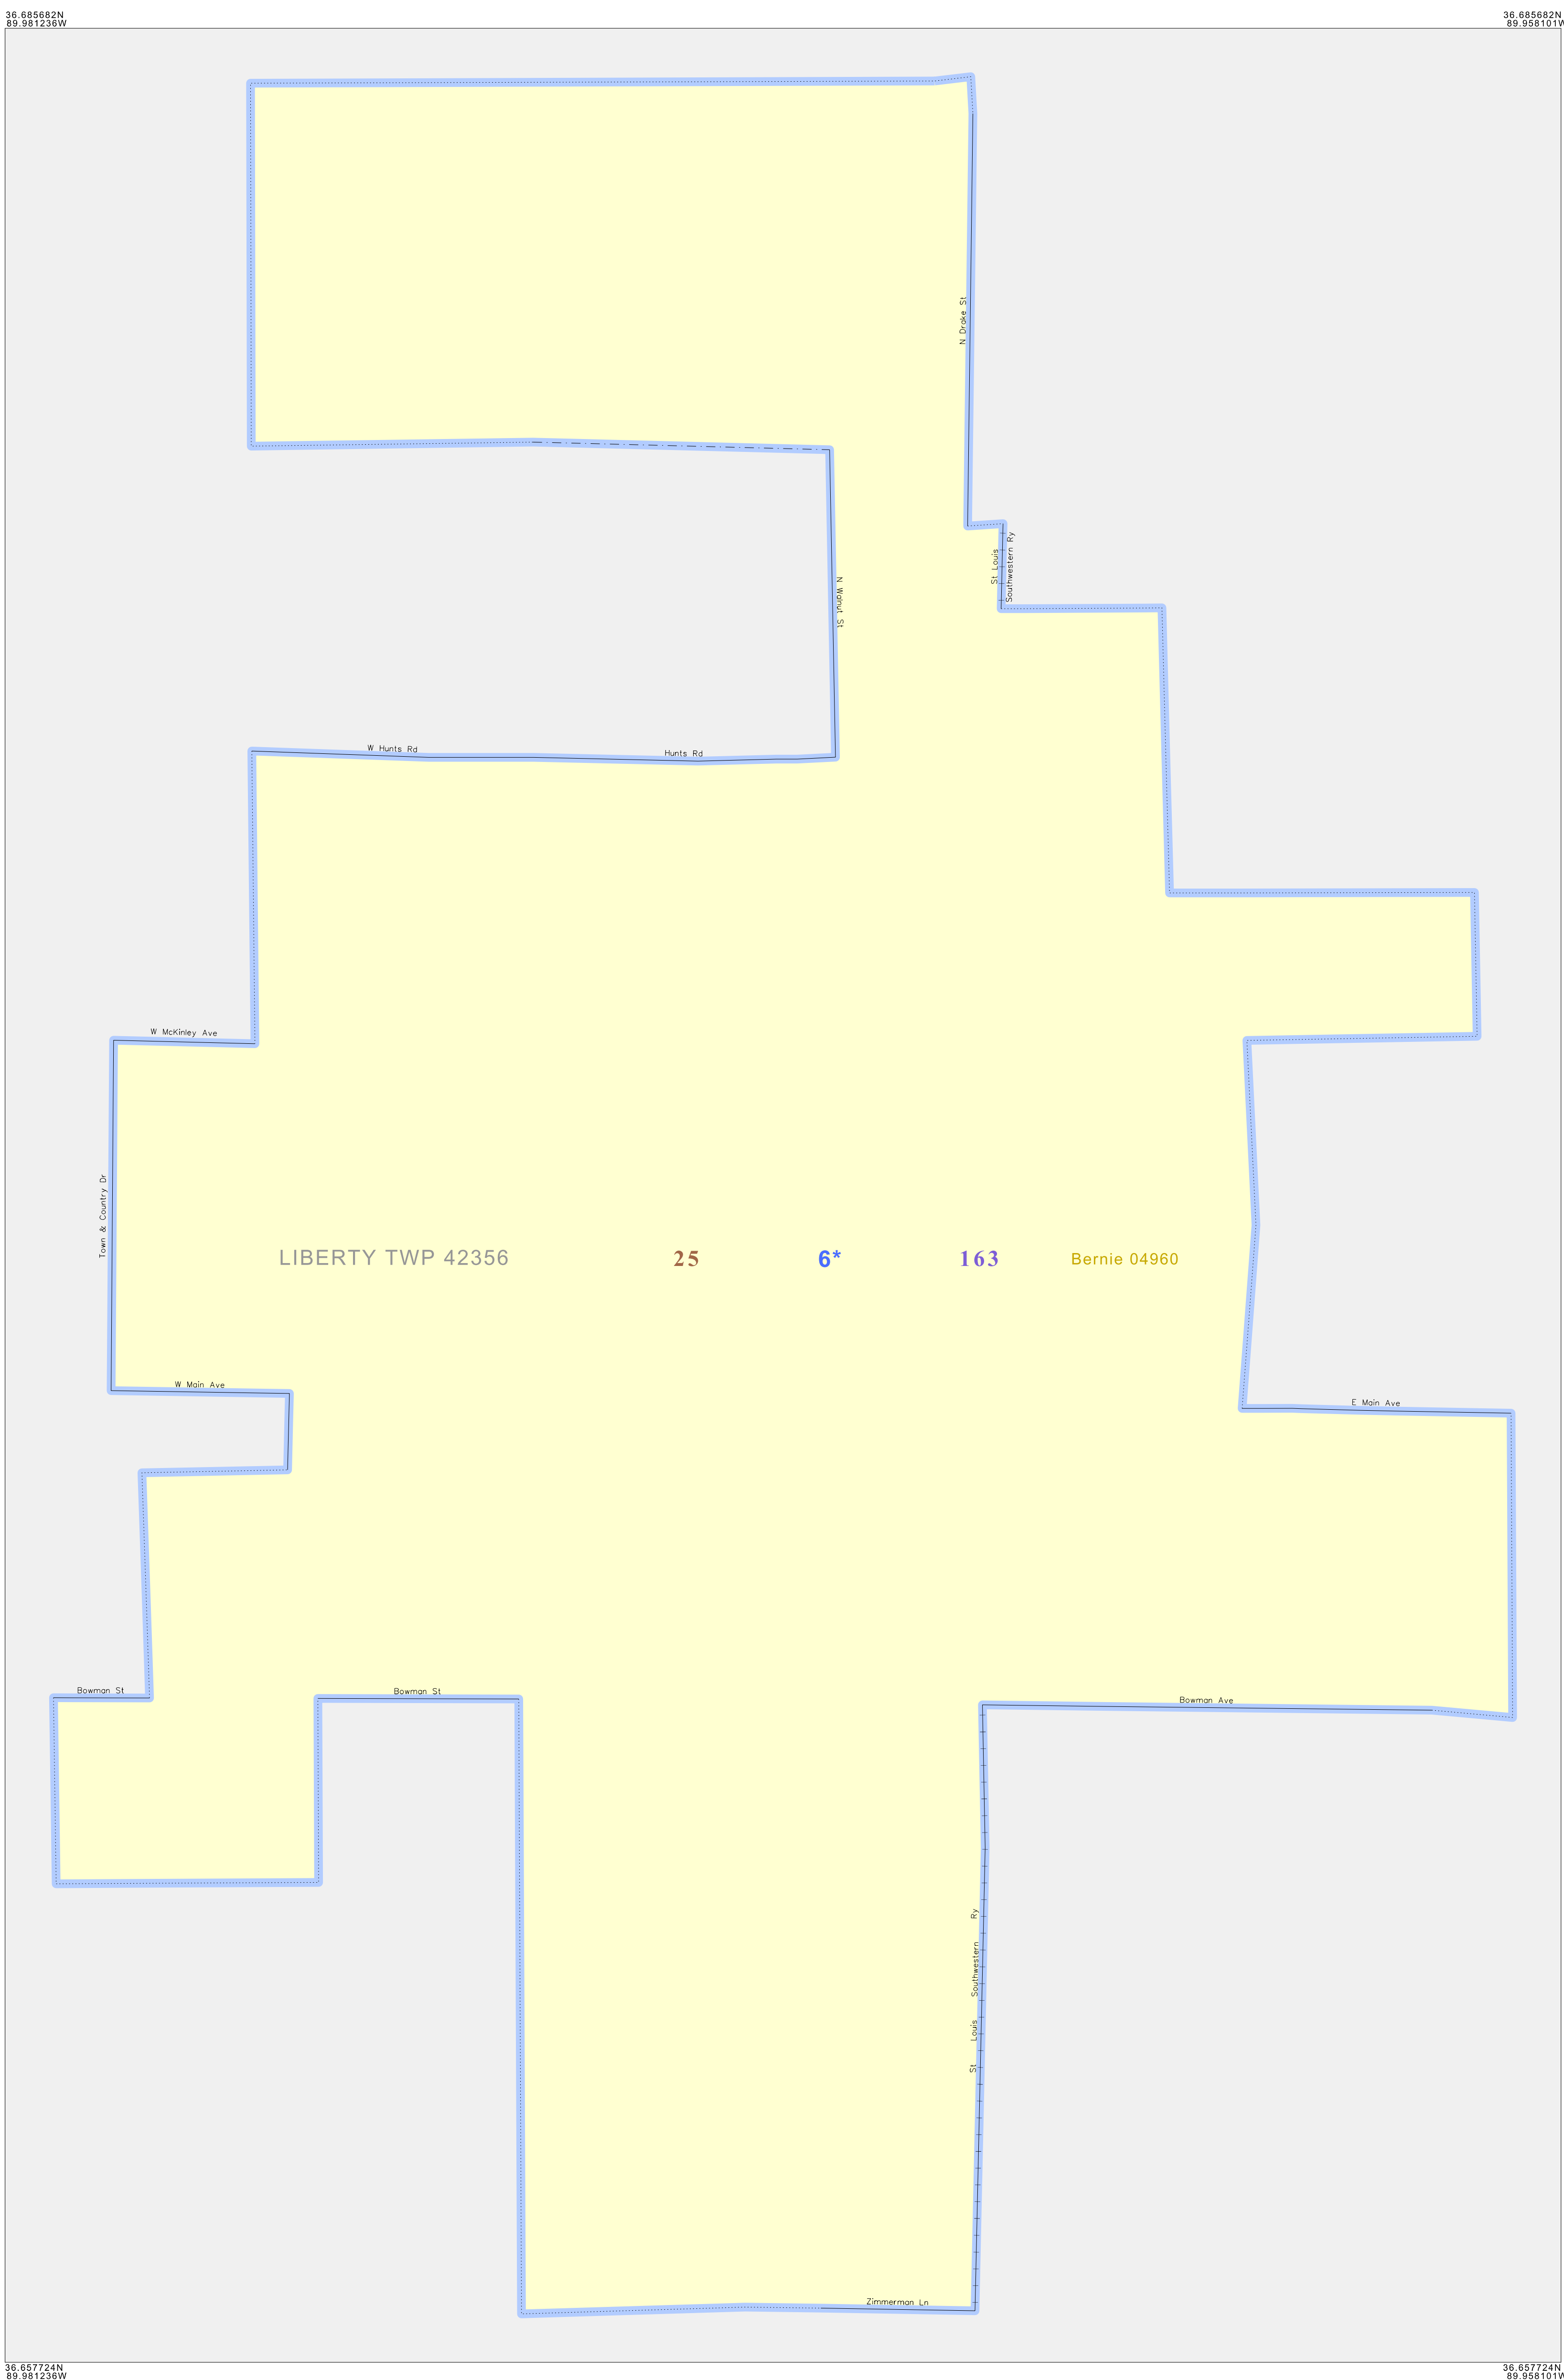 36.685682N
89.981236W
36.685682N
89.958101W
N Drake St
St Louis
Southwestern Ry
N Walnut St
W Hunts Rd
Hunts Rd
W McKinley Ave
Town & Country Dr
LIBERTY TWP 42356
25
6*
163
Bernie 04960
W Main Ave
E Main Ave
Bowman St
Bowman St
Bowman Ave
St Louis Southwestern Ry
Zimmerman Ln
36.657724N
89.981236W
36.657724N
89.958101W